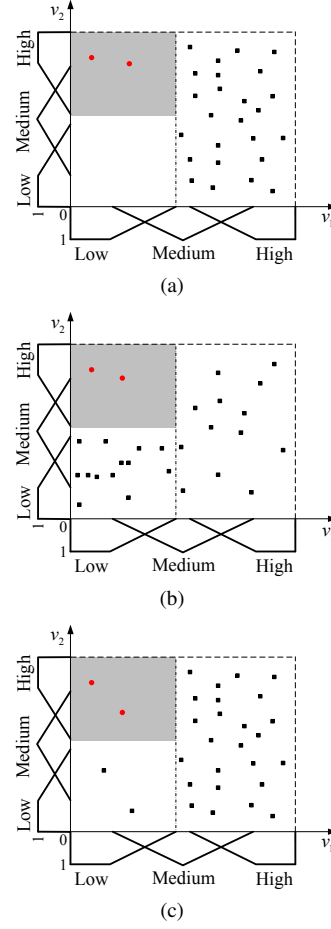 v₂
High
Medium
Low
1
0
1
Low
Medium
High
v₁
(a)
v₂
High
Medium
Low
1
0
1
Low
Medium
High
v
(b)
v₂
High
Medium
Low
1
0
1
Low
Medium
High
v₁
(c)